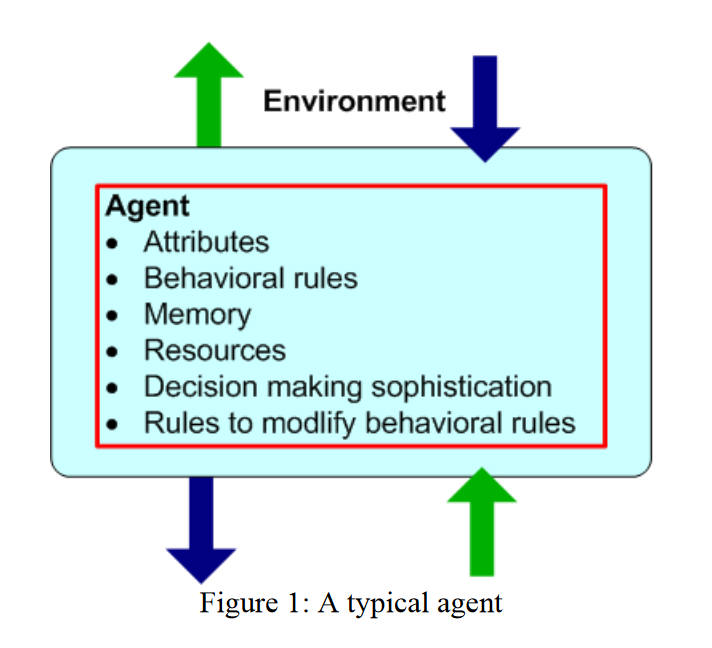 Environment
Agent
• Attributes
• Behavioral rules
• Memory
• Resources
• Decision making sophistication
• Rules to modlify behavioral rules
Figure 1: A typical agent